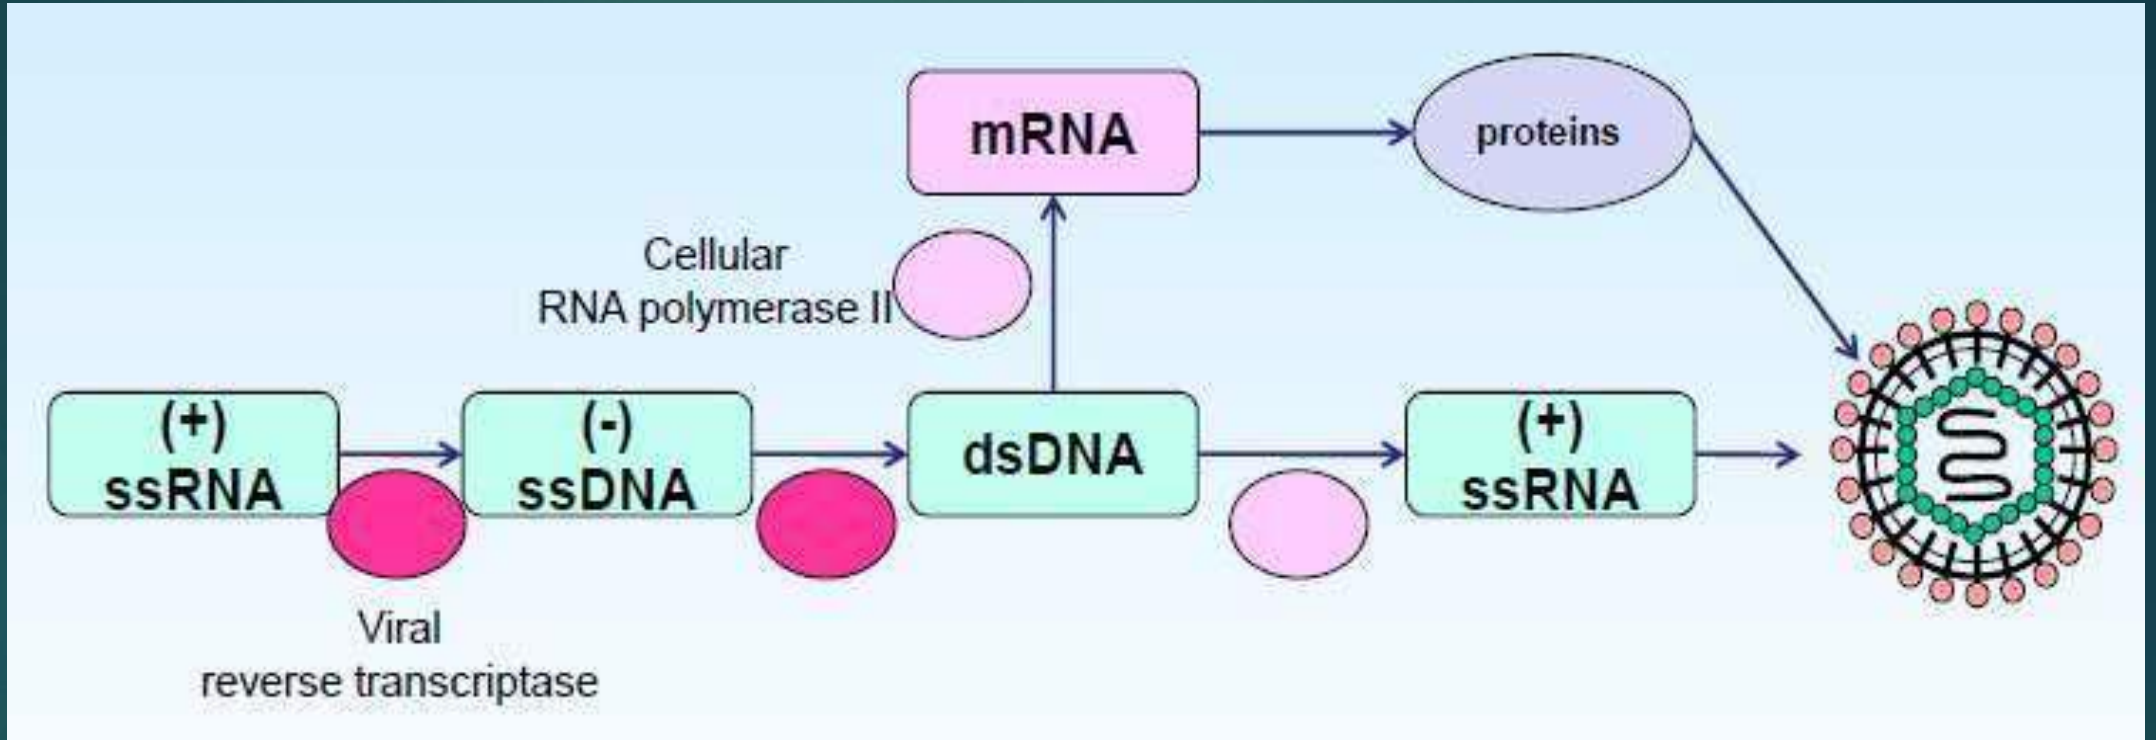 mRNA
proteins
Cellular
RNA polymerase II
(+)
ssRNA
(-)
ssDNA
dsDNA
(+)
ssRNA
Viral
reverse transcriptase